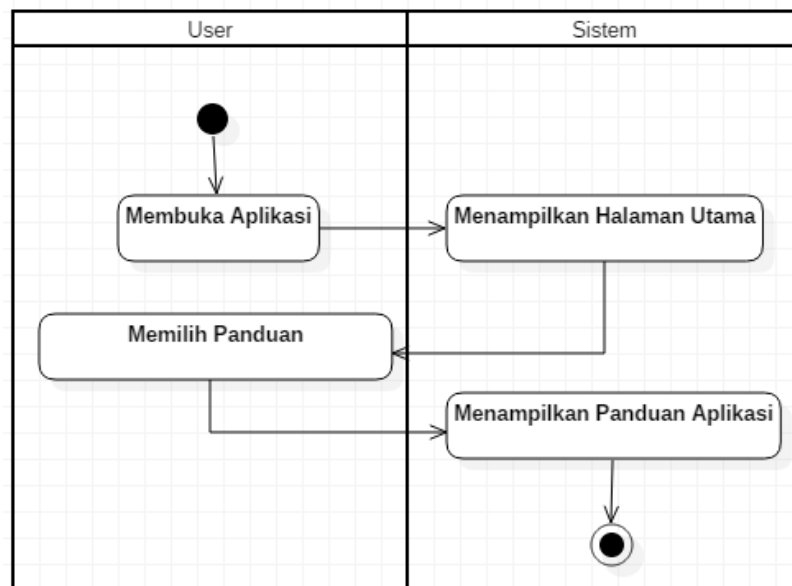 User
Sistem
Membuka Aplikasi
Menampilkan Halaman Utama
Memilih Panduan
Menampilkan Panduan Aplikasi